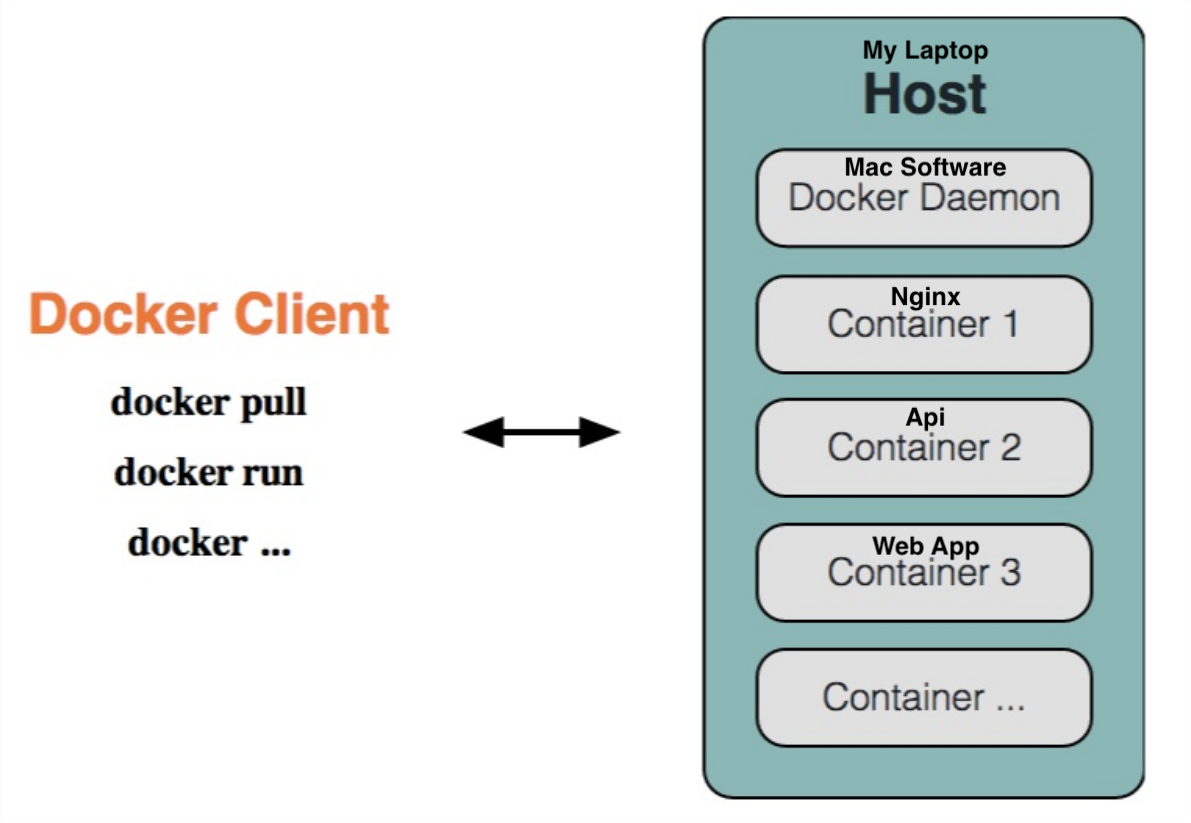 Docker Client
docker pull
docker run
docker ...
My Laptop
Host
Mac Software
Docker Daemon
Nginx
Container 1
Api
Container 2
Web App
Container 3
Container ...